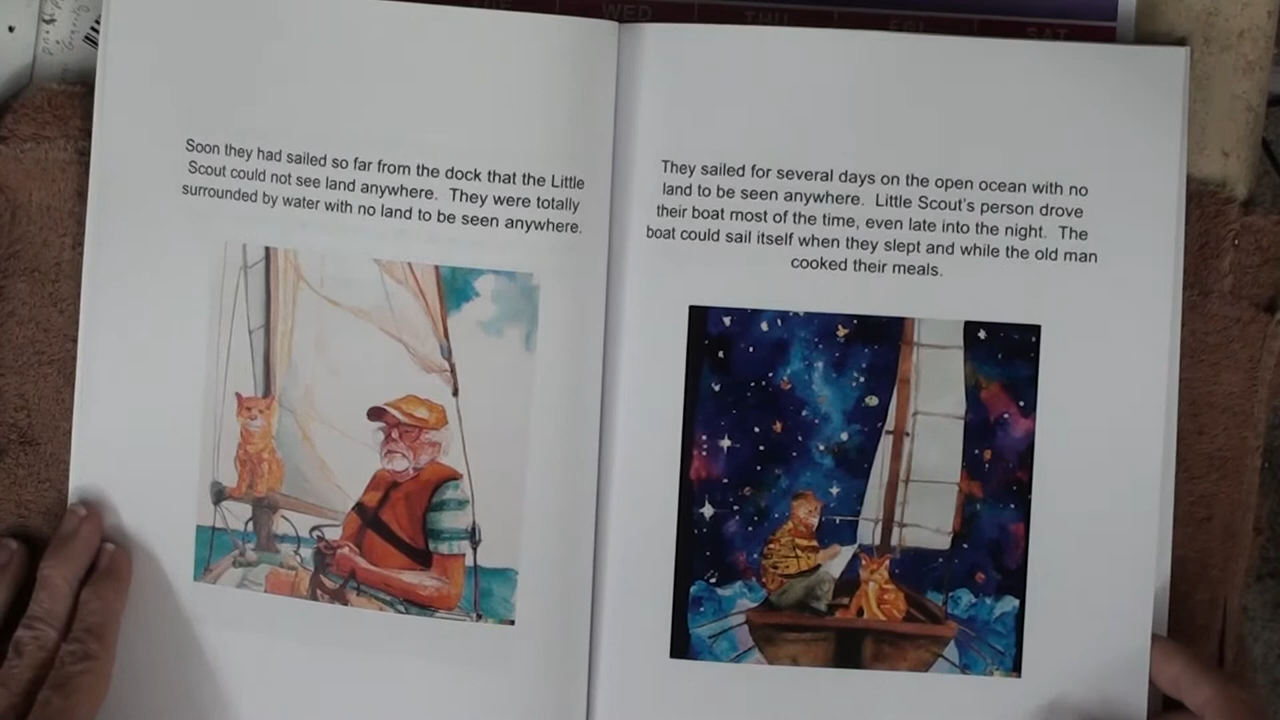 WED
THU
FRI
SAT
Soon they had sailed so far from the dock that the Little
Scout could not see land anywhere. They were totally
surrounded by water with no land to be seen anywhere.
They sailed for several days on the open ocean with no
land to be seen anywhere. Little Scout's person drove
their boat most of the time, even late into the night. The
boat could sail itself when they slept and while the old man
cooked their meals.